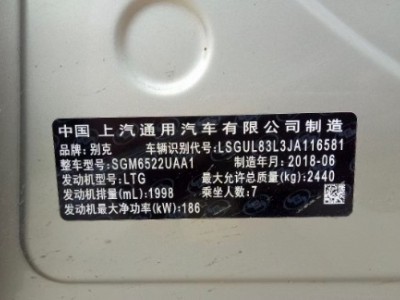 中国 上汽通用汽车有限公司制造
品牌:别克 车辆识别代号:LSGUL83L3JA116581
整车型号:SGM6522UAA1 制造年月:2018-06
发动机型号:LTG 最大允许总质量(kg):2440
发动机排量(mL):1998 乘坐人数:7
发动机最大净功率(kW):186